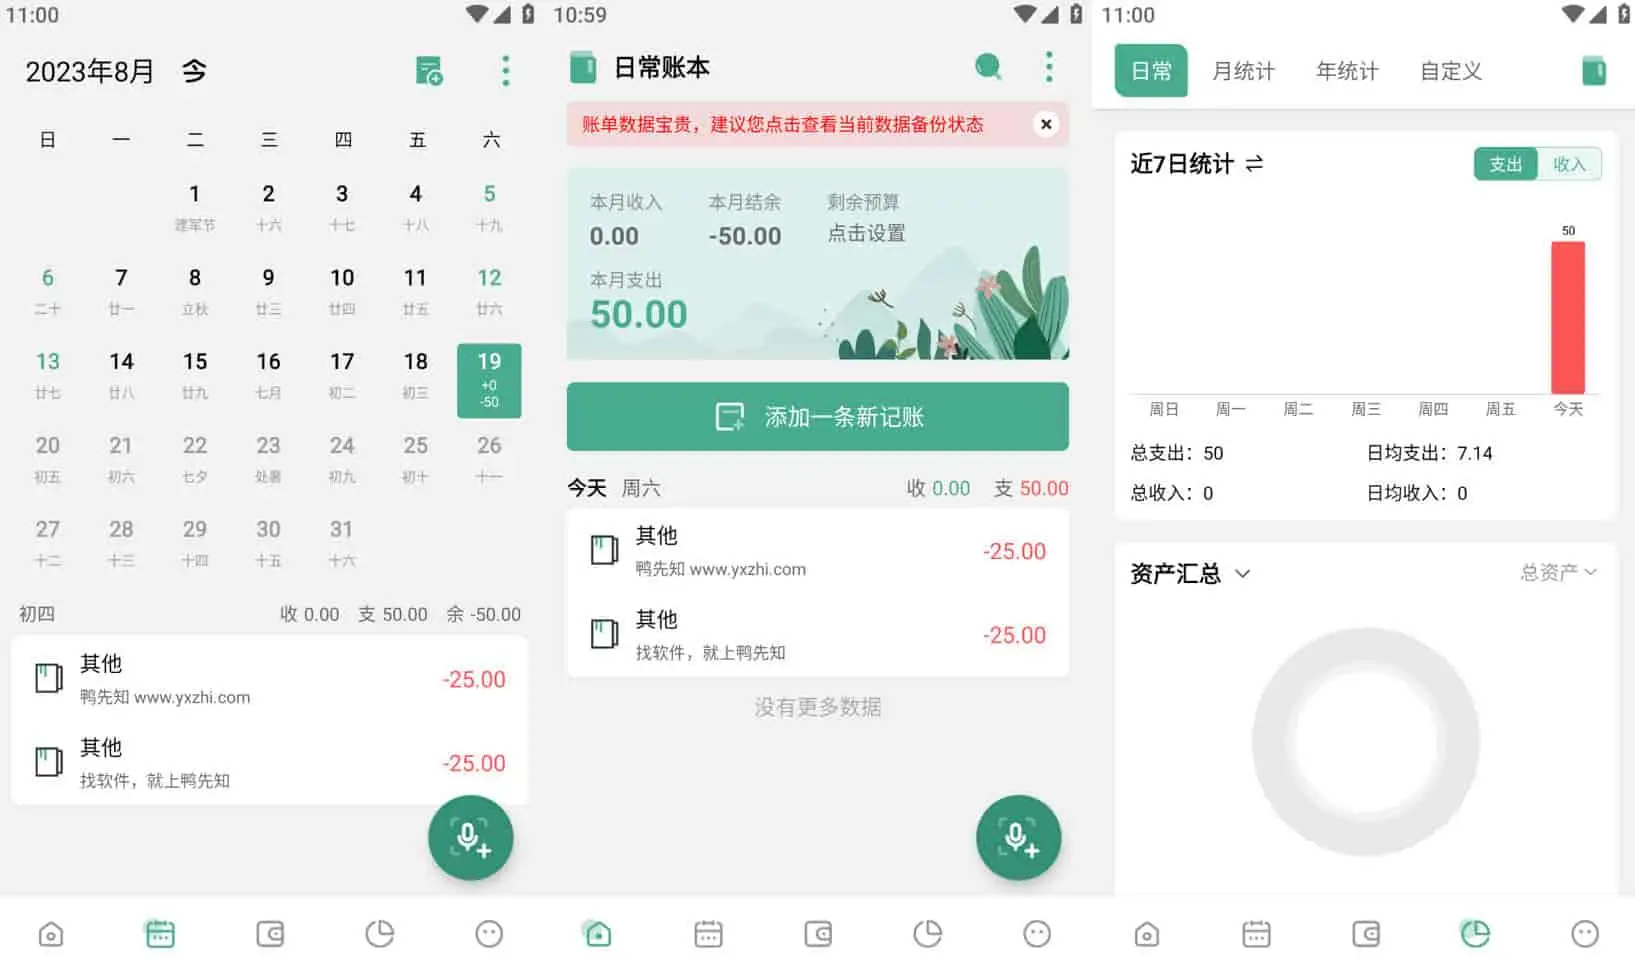 11:00
2023年8月 今
日 一 二 三 四 五 六
1 2 3 4 5
建军节 十六 十七 十八 十九
6 7 8 9 10 11 12
二十 廿一 立秋 廿三 廿四 廿五 廿六
13 14 15 16 17 18 19
廿七 廿八 廿九 七月 初二 初三 +0
-50
20 21 22 23 24 25 26
初五 初六 七夕 处暑 初九 初十 十一
27 28 29 30 31
十二 十三 十四 十五 十六
初四 收 0.00 支 50.00 余 -50.00
其他
鸭先知 www.yxzhi.com
-25.00
其他
找软件，就上鸭先知
-25.00
10:59
日常账本
账单数据宝贵，建议您点击查看当前数据备份状态
本月收入 本月结余 剩余预算
0.00 -50.00 点击设置
本月支出
50.00
添加一条新记账
今天 周六 收 0.00 支 50.00
其他
鸭先知 www.yxzhi.com
-25.00
其他
找软件，就上鸭先知
-25.00
没有更多数据
11:00
日常 月统计 年统计 自定义
近7日统计 支出 收入
50
周日 周一 周二 周三 周四 周五 今天
总支出：50 日均支出：7.14
总收入：0 日均收入：0
资产汇总 总资产